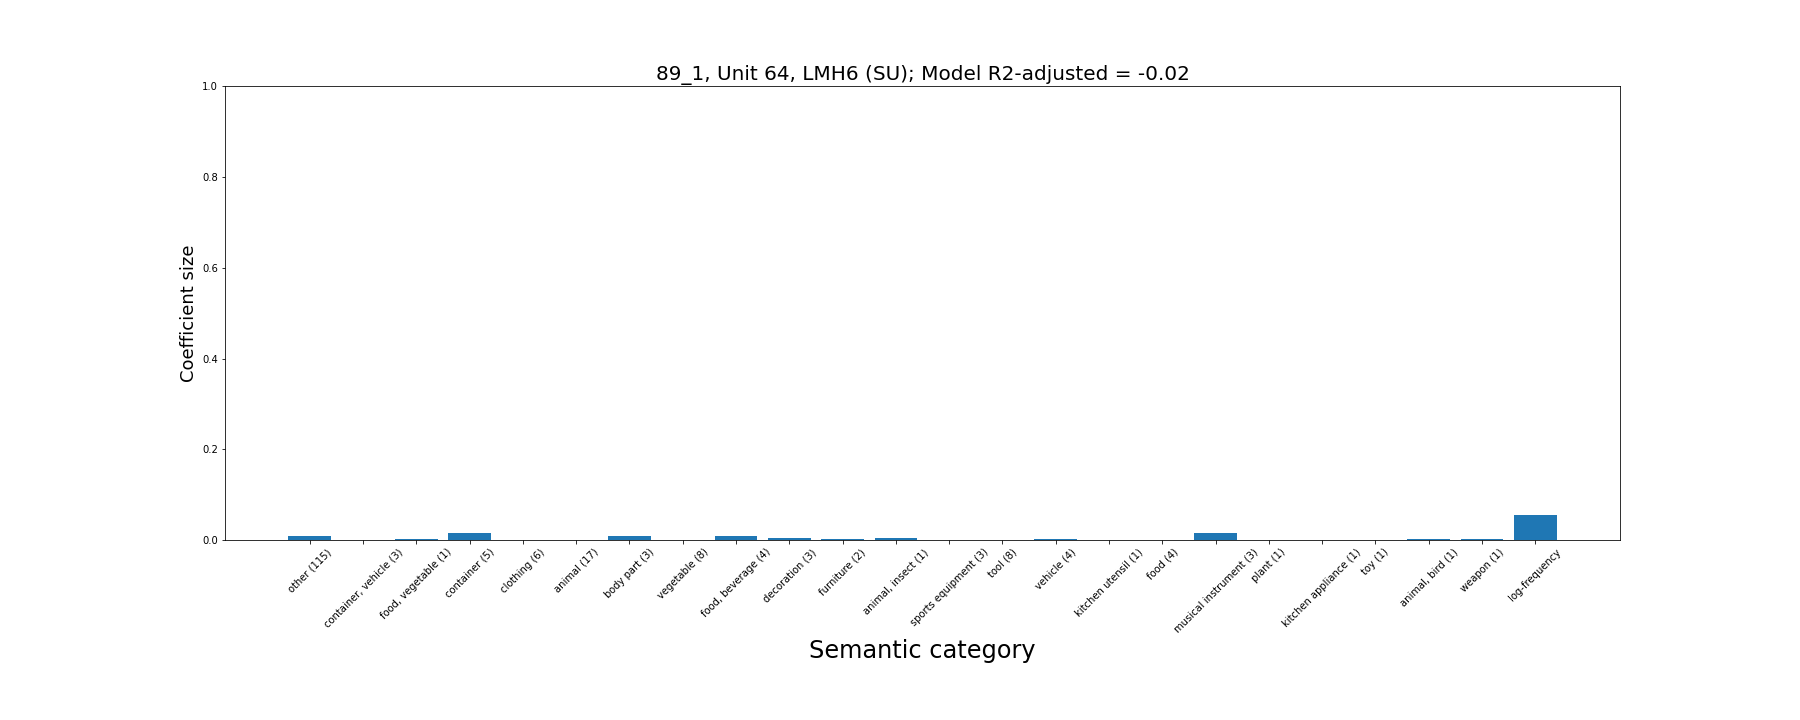 89_1, Unit 64, LMH6 (SU); Model R2-adjusted = -0.02
1.0
0.8
0.6
0.4
0.2
0.0
Coefficient size
other (115)
container, vehicle (3)
food, vegetable (1)
container (5)
clothing (6)
animal (17)
body part (3)
vegetable (8)
food, beverage (4)
decoration (3)
furniture (2)
animal, insect (1)
sports equipment (3)
tool (8)
vehicle (4)
kitchen utensil (1)
food (4)
musical instrument (3)
plant (1)
kitchen appliance (1)
toy (1)
animal, bird (1)
weapon (1)
log-frequency
Semantic category